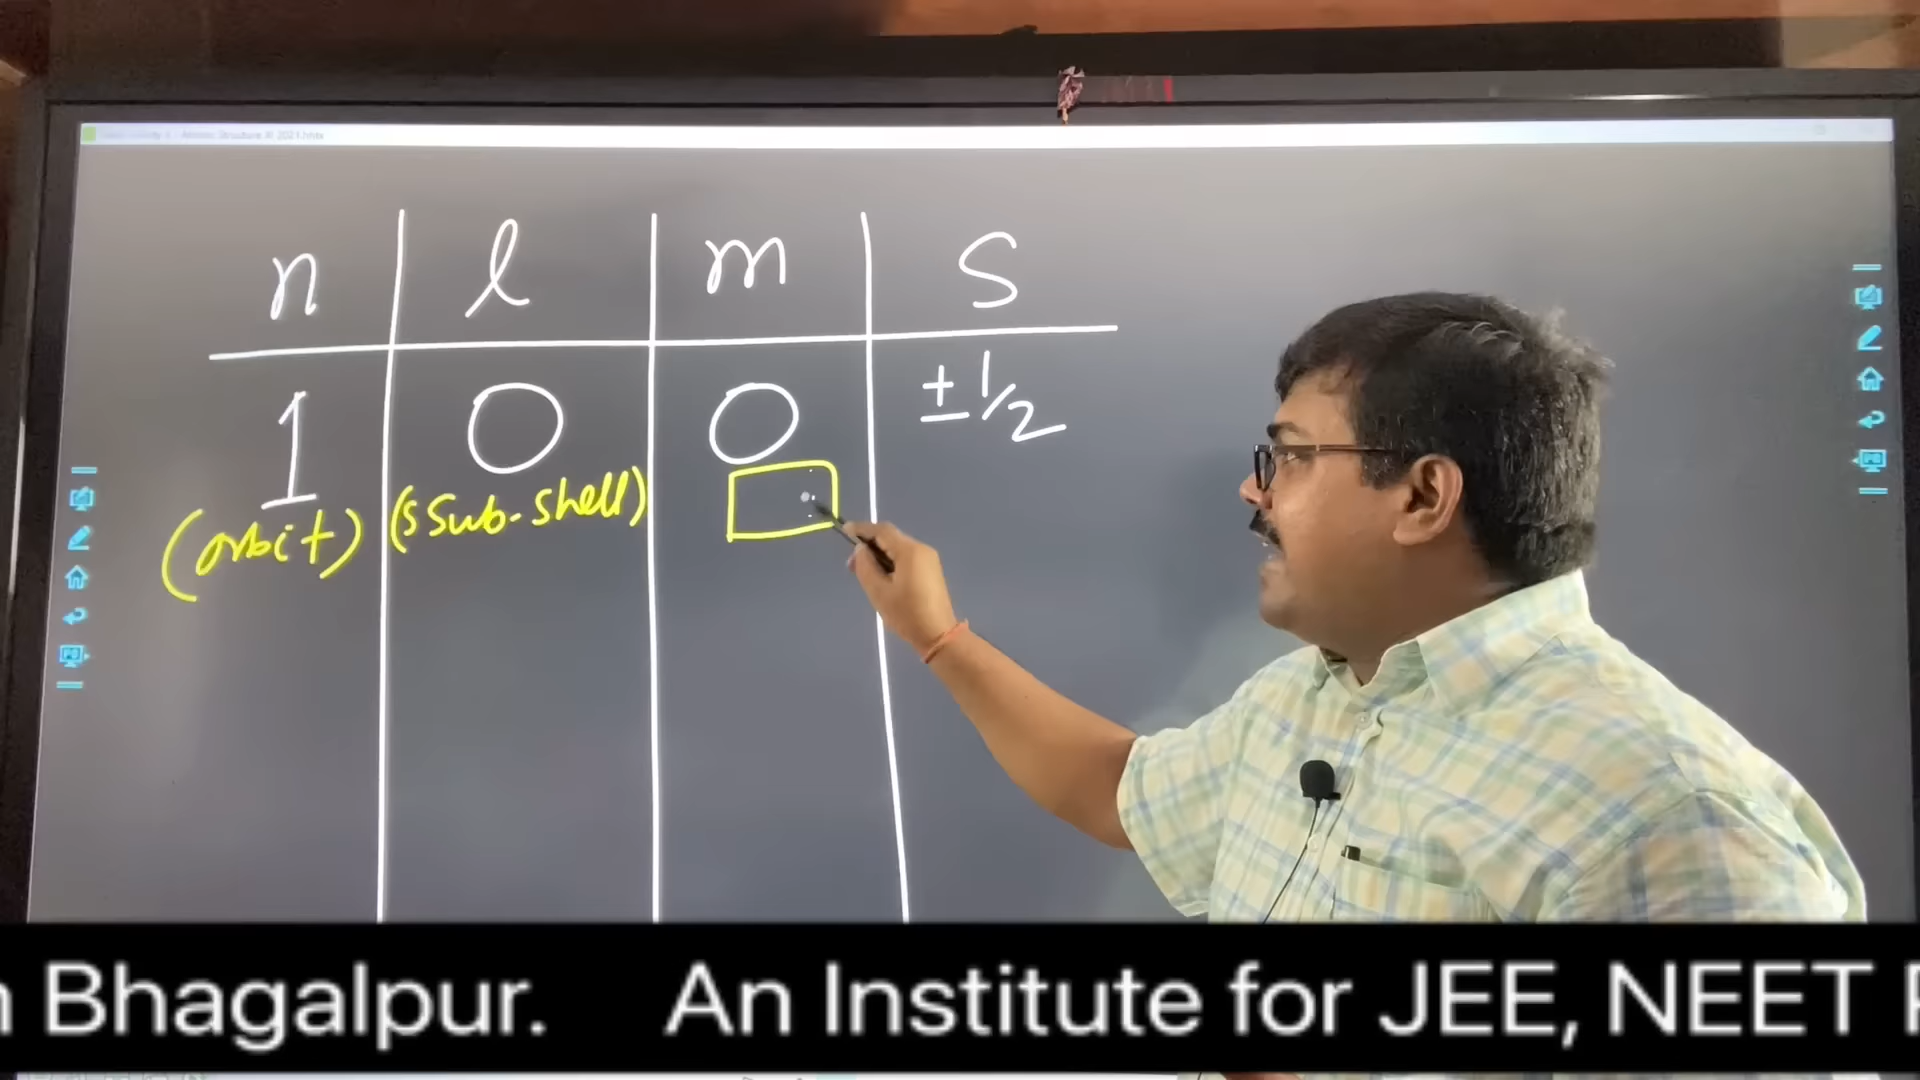 n l m s
1 0 0 ±1/2
(orbit) (s sub-shell)
Bhagalpur. An Institute for JEE, NEET